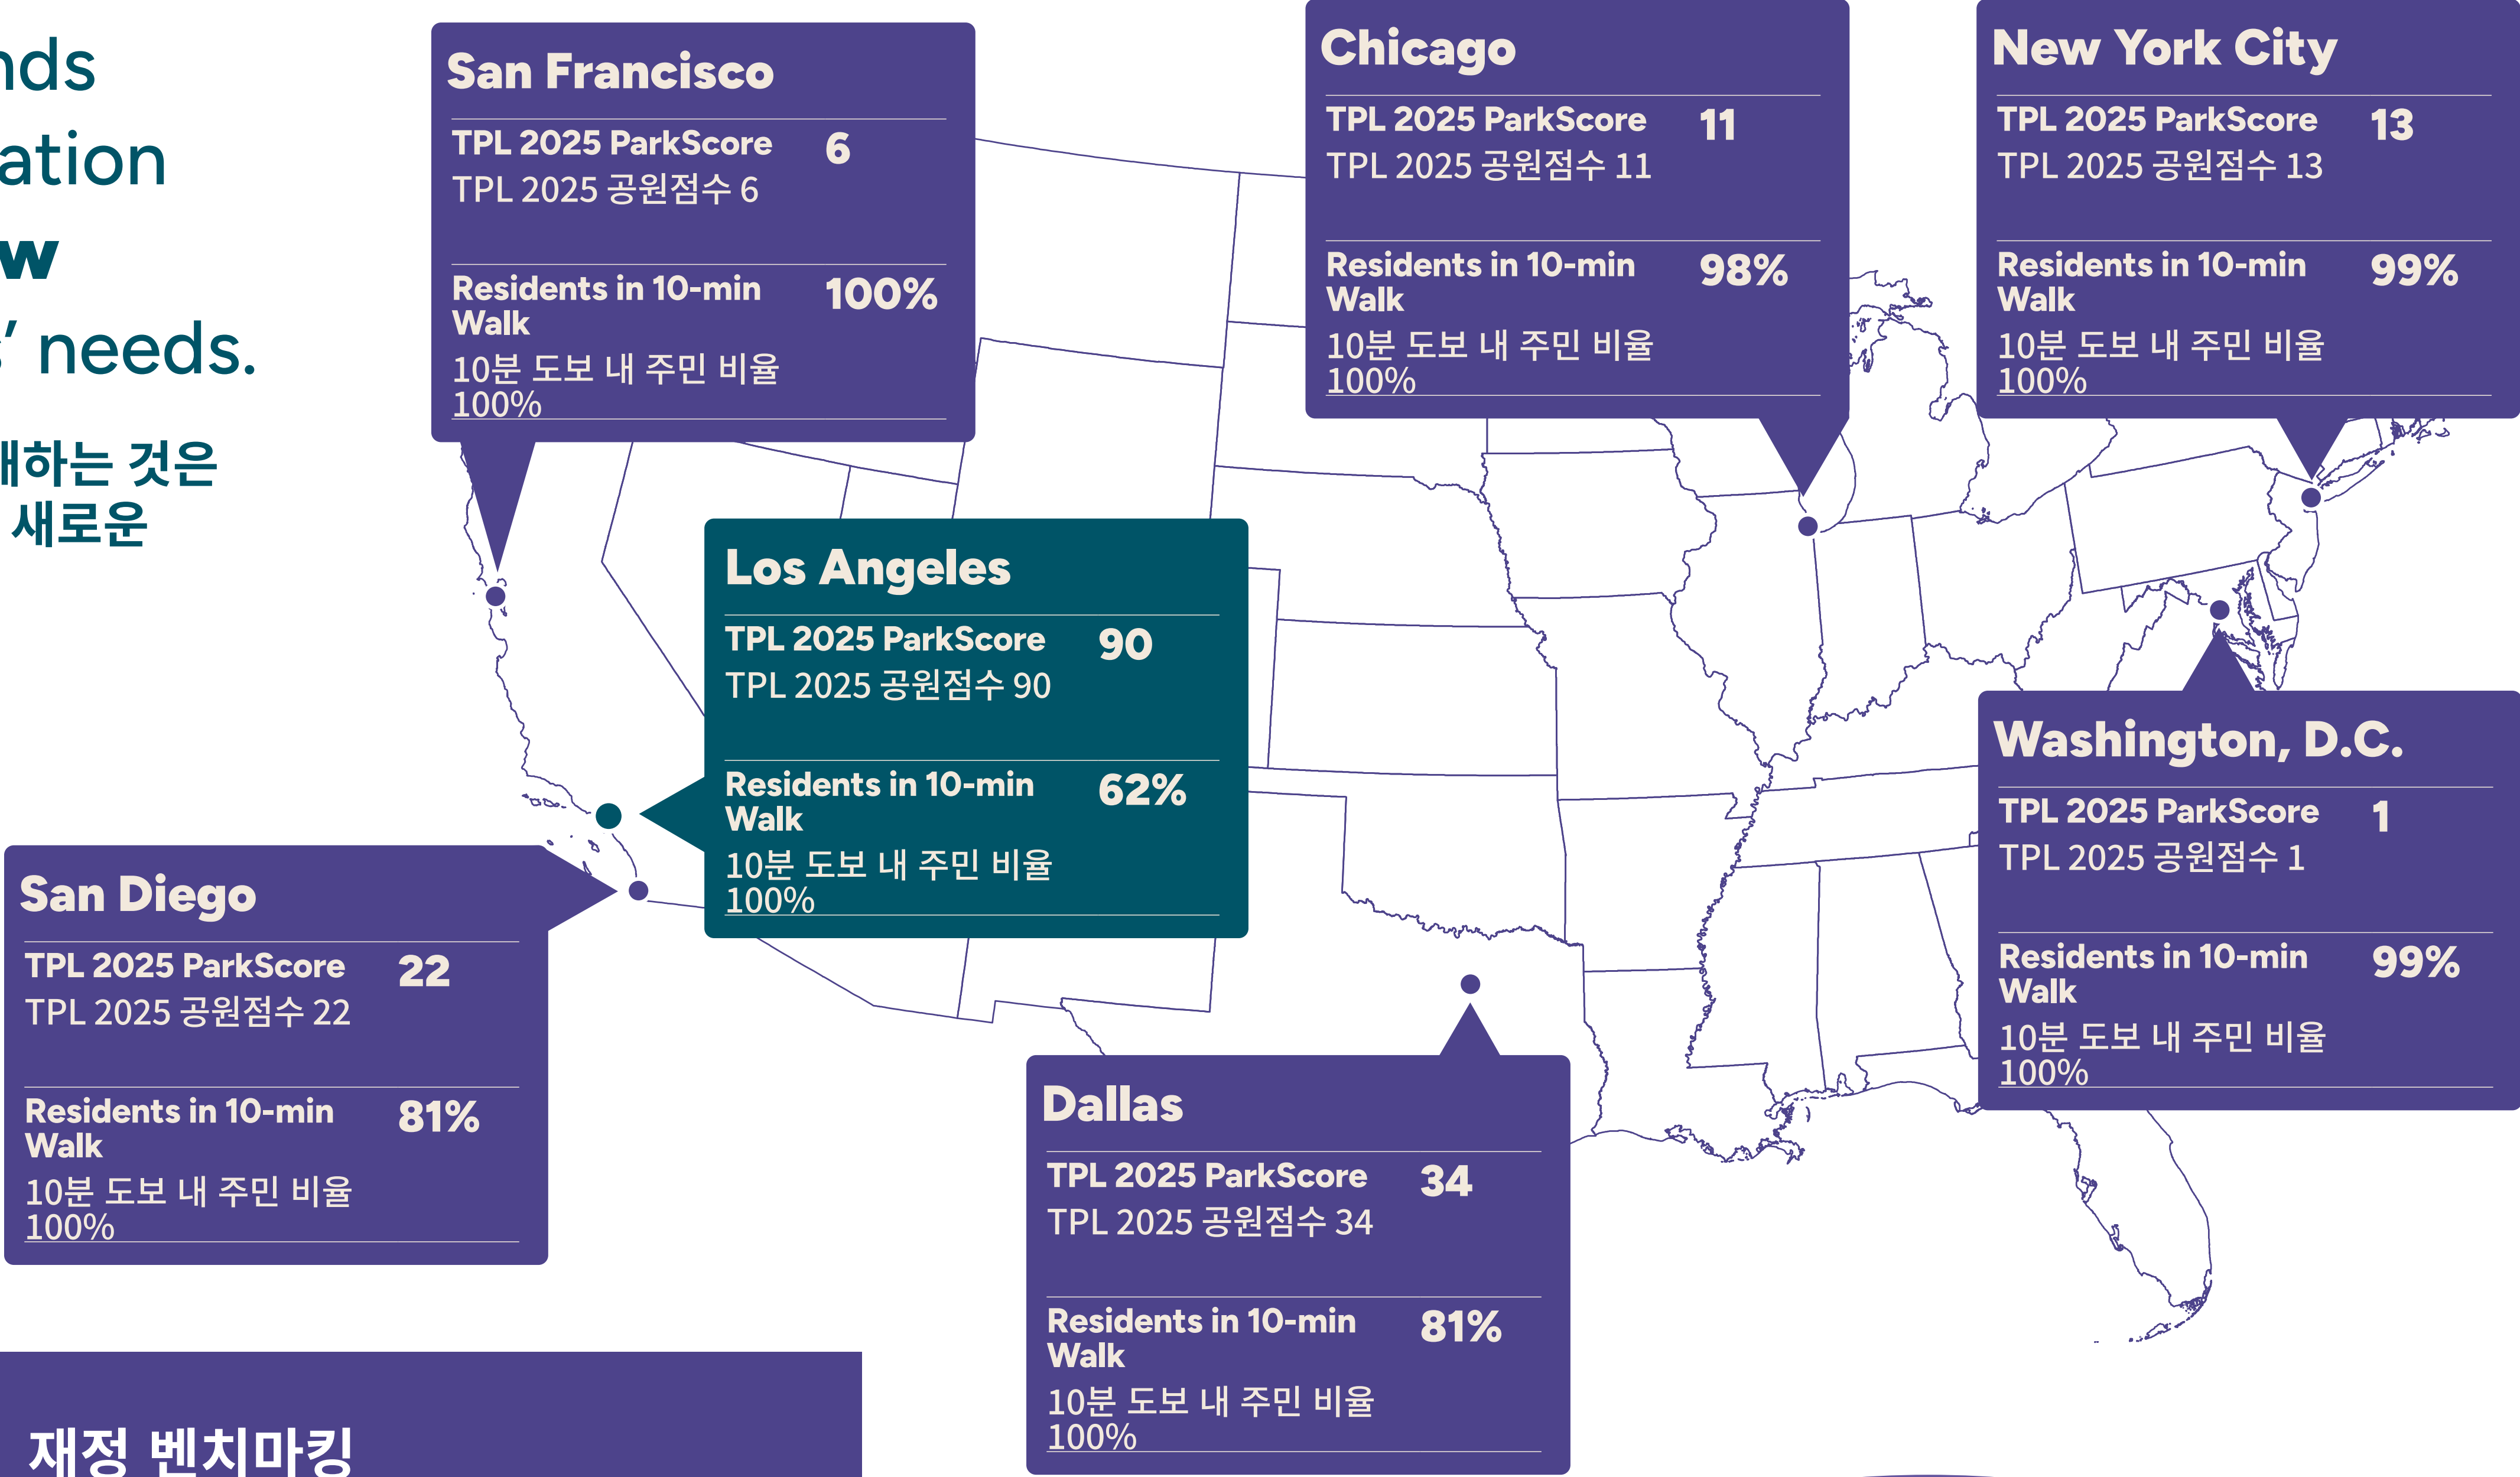 nds
ation
w
s’ needs.
하는 것은
새로운
San Francisco
TPL 2025 ParkScore 6
TPL 2025 공원점수 6
Residents in 10-min 100%
Walk
10분 도보 내 주민 비율
100%
Chicago
TPL 2025 ParkScore 11
TPL 2025 공원점수 11
Residents in 10-min 98%
Walk
10분 도보 내 주민 비율
100%
New York City
TPL 2025 ParkScore 13
TPL 2025 공원점수 13
Residents in 10-min 99%
Walk
10분 도보 내 주민 비율
100%
Los Angeles
TPL 2025 ParkScore 90
TPL 2025 공원점수 90
Residents in 10-min 62%
Walk
10분 도보 내 주민 비율
100%
Washington, D.C.
TPL 2025 ParkScore 1
TPL 2025 공원점수 1
Residents in 10-min 99%
Walk
10분 도보 내 주민 비율
100%
San Diego
TPL 2025 ParkScore 22
TPL 2025 공원점수 22
Residents in 10-min 81%
Walk
10분 도보 내 주민 비율
100%
Dallas
TPL 2025 ParkScore 34
TPL 2025 공원점수 34
Residents in 10-min 81%
Walk
10분 도보 내 주민 비율
100%
재정 벤치마킹